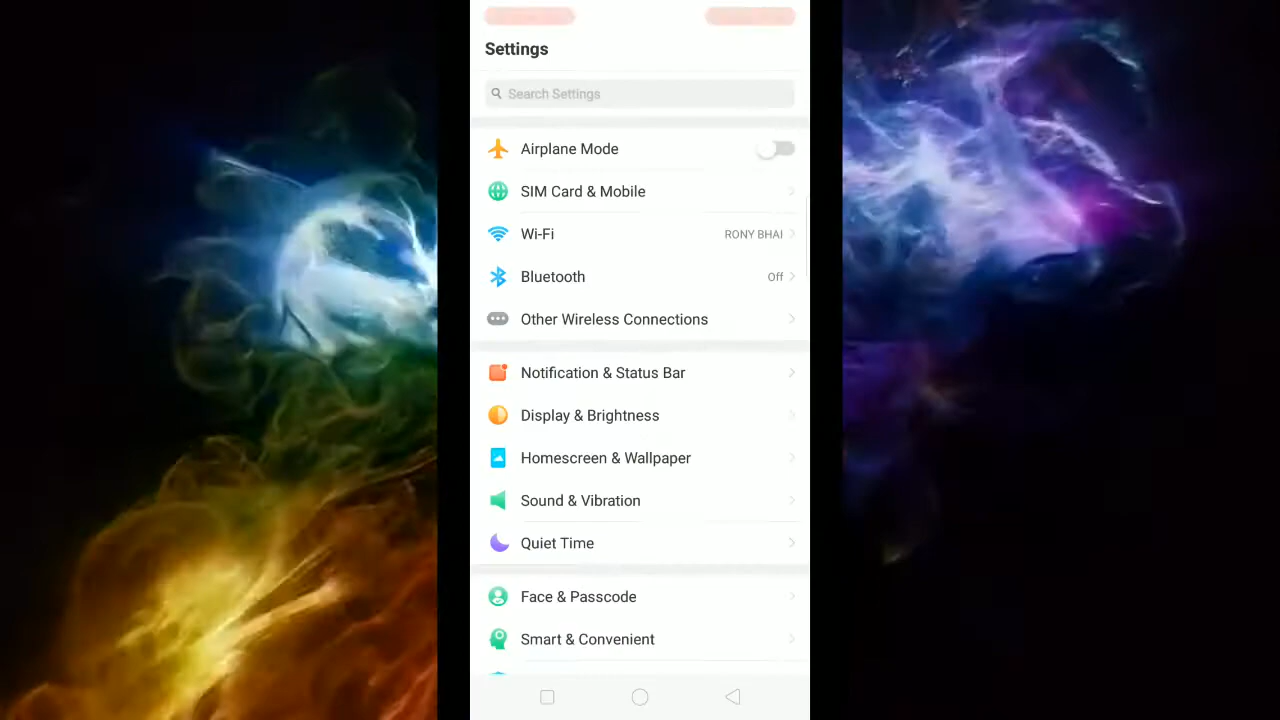 Settings
Search Settings
Airplane Mode
SIM Card & Mobile
Wi-Fi RONY BHAI
Bluetooth Off
Other Wireless Connections
Notification & Status Bar
Display & Brightness
Homescreen & Wallpaper
Sound & Vibration
Quiet Time
Face & Passcode
Smart & Convenient